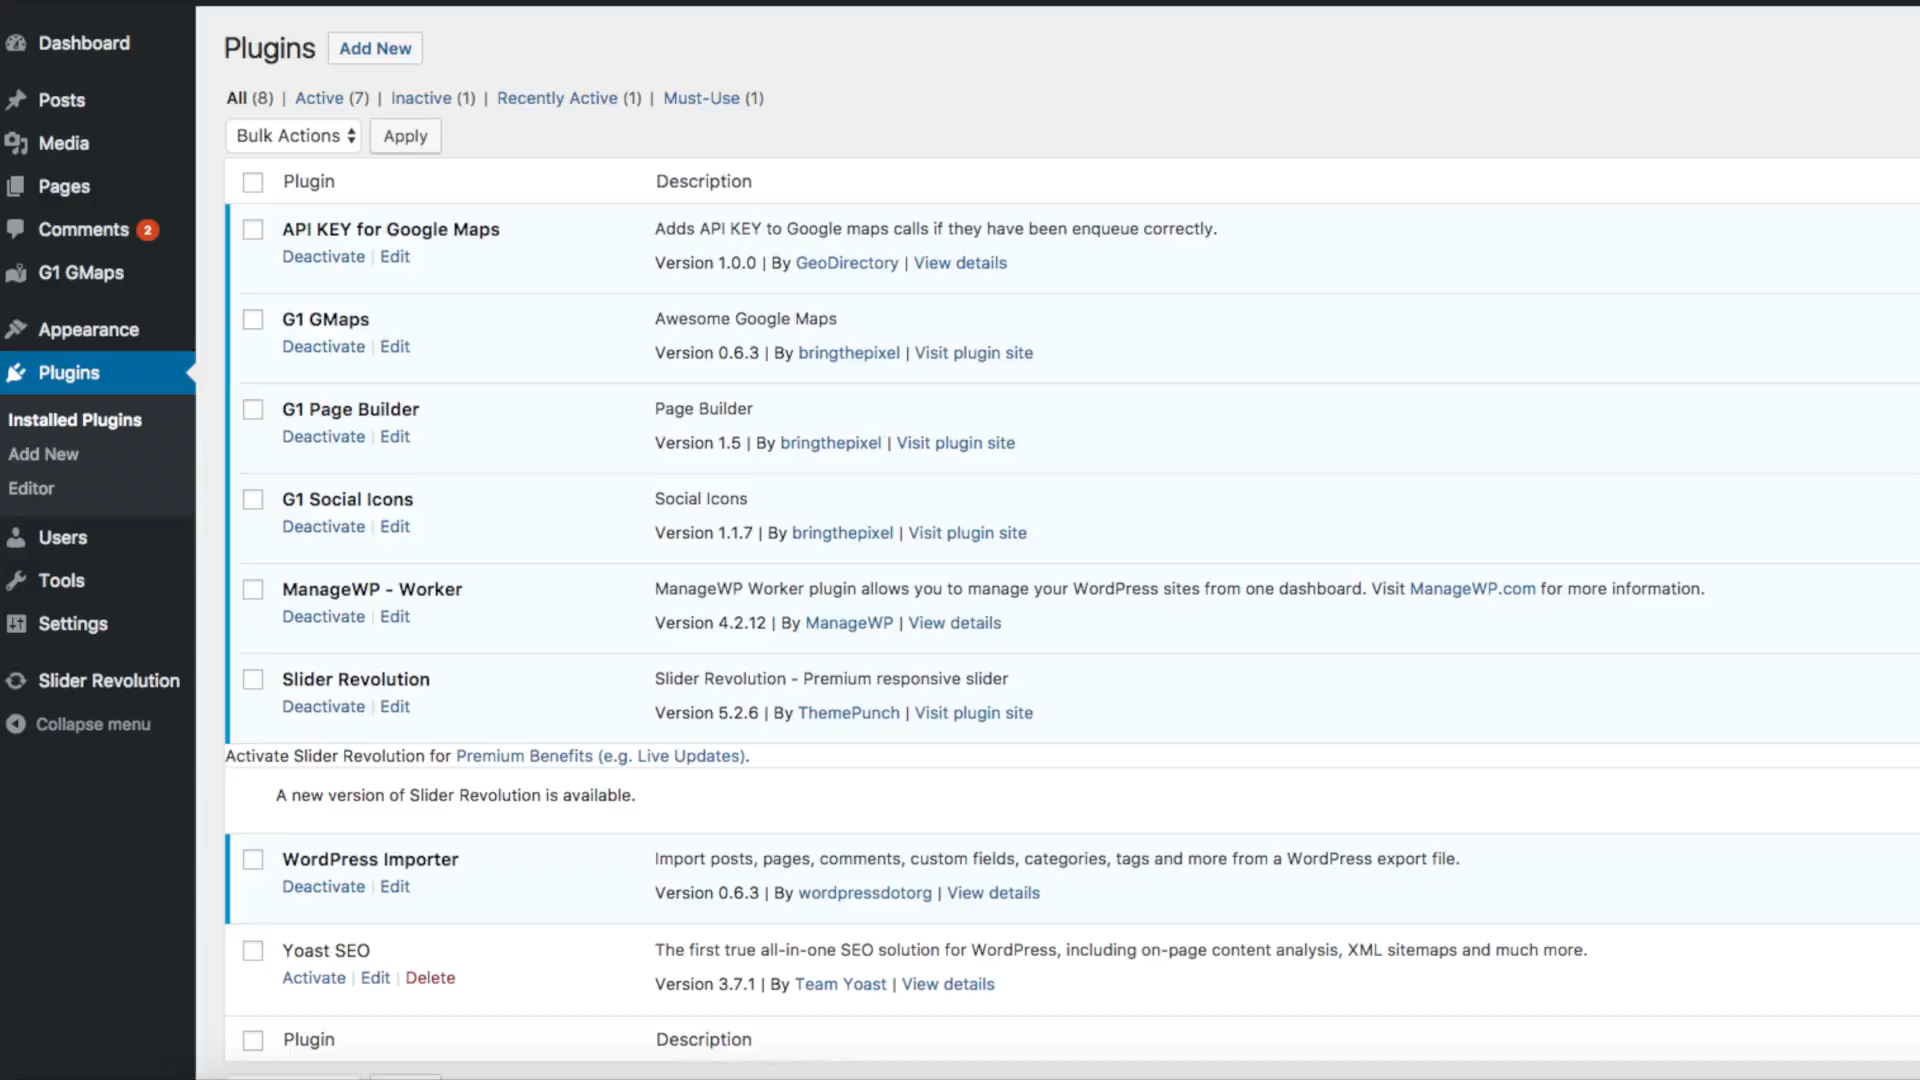 Dashboard
Posts
Media
Pages
Comments 2
G1 GMaps
Appearance
Plugins
Installed Plugins
Add New
Editor
Users
Tools
Settings
Slider Revolution
Collapse menu
Plugins Add New
All (8) | Active (7) | Inactive (1) | Recently Active (1) | Must-Use (1)
Bulk Actions Apply
Plugin Description
API KEY for Google Maps Adds API KEY to Google maps calls if they have been enqueue correctly.
Deactivate | Edit Version 1.0.0 | By GeoDirectory | View details
G1 GMaps Awesome Google Maps
Deactivate | Edit Version 0.6.3 | By bringthepixel | Visit plugin site
G1 Page Builder Page Builder
Deactivate | Edit Version 1.5 | By bringthepixel | Visit plugin site
G1 Social Icons Social Icons
Deactivate | Edit Version 1.1.7 | By bringthepixel | Visit plugin site
ManageWP - Worker ManageWP Worker plugin allows you to manage your WordPress sites from one dashboard. Visit ManageWP.com for more information.
Deactivate | Edit Version 4.2.12 | By ManageWP | View details
Slider Revolution Slider Revolution - Premium responsive slider
Deactivate | Edit Version 5.2.6 | By ThemePunch | Visit plugin site
Activate Slider Revolution for Premium Benefits (e.g. Live Updates).
A new version of Slider Revolution is available.
WordPress Importer Import posts, pages, comments, custom fields, categories, tags and more from a WordPress export file.
Deactivate | Edit Version 0.6.3 | By wordpressdotorg | View details
Yoast SEO The first true all-in-one SEO solution for WordPress, including on-page content analysis, XML sitemaps and much more.
Activate | Edit | Delete Version 3.7.1 | By Team Yoast | View details
Plugin Description